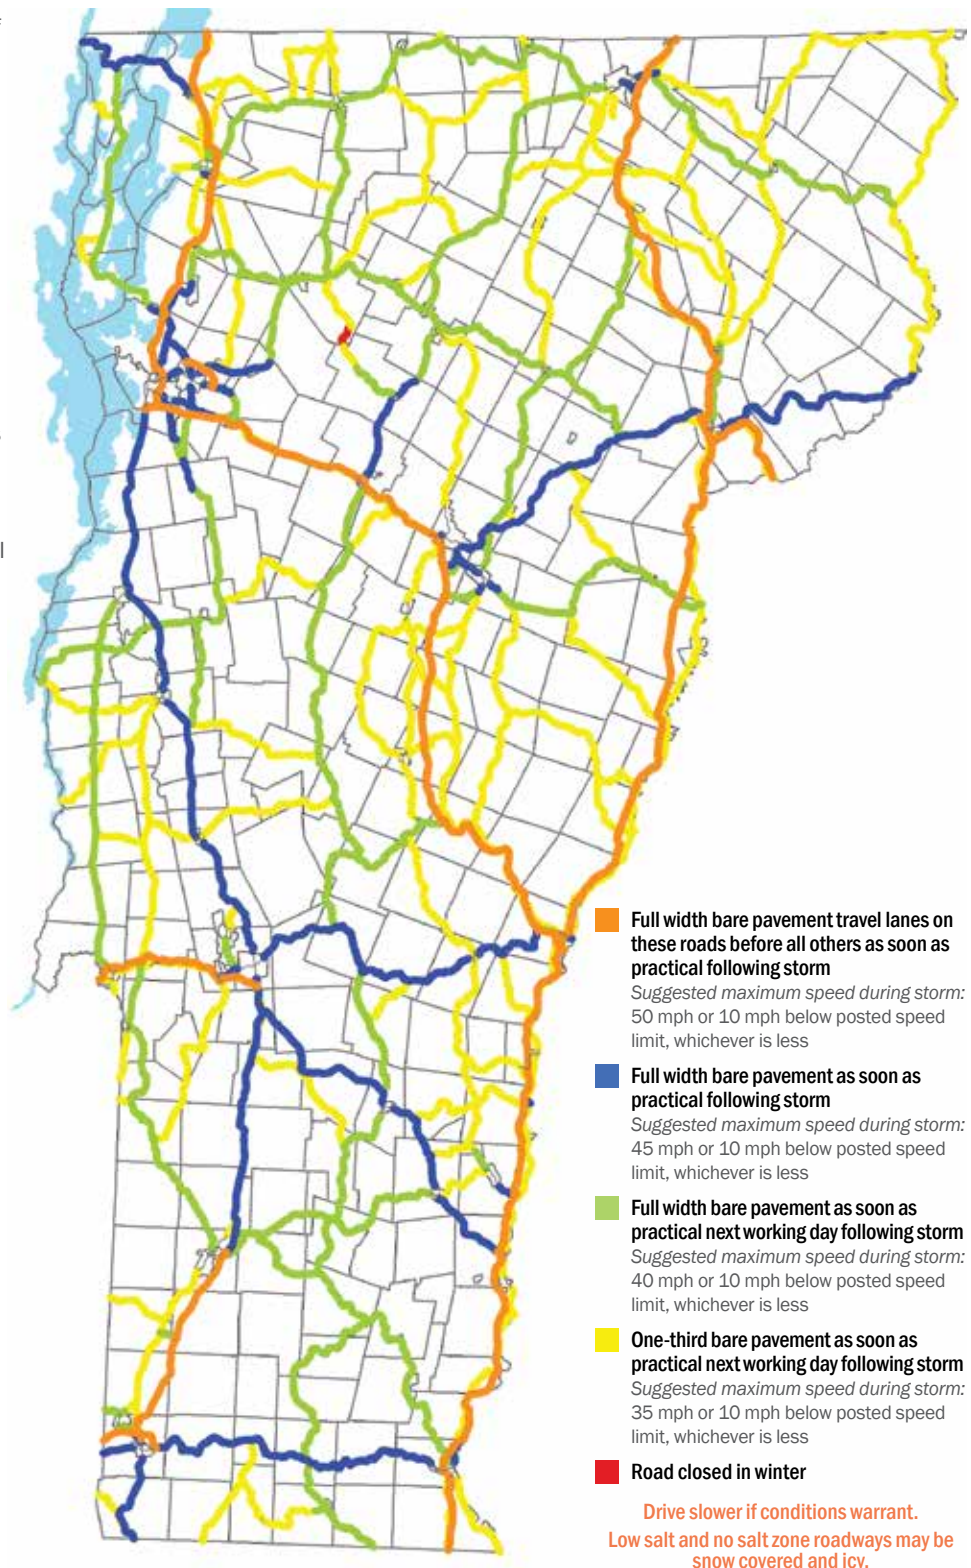 l
Full width bare pavement travel lanes on
these roads before all others as soon as
practical following storm
Suggested maximum speed during storm:
50 mph or 10 mph below posted speed
limit, whichever is less
Full width bare pavement as soon as
practical following storm
Suggested maximum speed during storm:
45 mph or 10 mph below posted speed
limit, whichever is less
Full width bare pavement as soon as
practical next working day following storm
Suggested maximum speed during storm:
40 mph or 10 mph below posted speed
limit, whichever is less
One-third bare pavement as soon as
practical next working day following storm
Suggested maximum speed during storm:
35 mph or 10 mph below posted speed
limit, whichever is less
Road closed in winter
Drive slower if conditions warrant.
Low salt and no salt zone roadways may be
snow covered and icy.